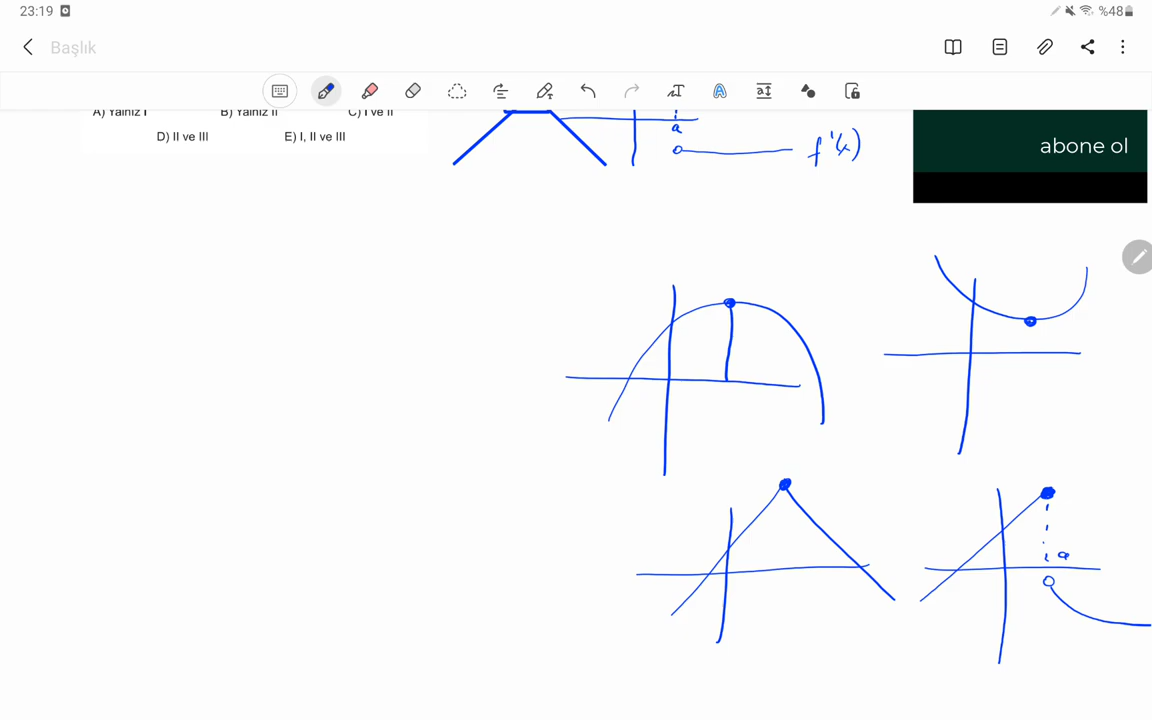 23:19
%48
Başlık
A) Yalnız I B) Yalnız II C) I ve II
D) II ve III E) I, II ve III
a
f'(x)
abone ol
a